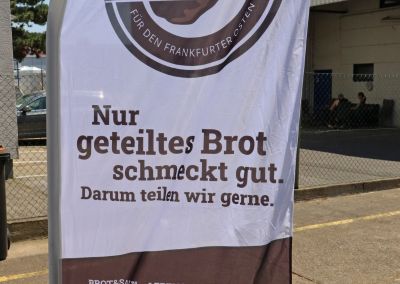 FÜR DEN FRANKFURTER OSTEN
Nur
geteiltes Brot
schmeckt gut.
Darum teilen wir gerne.